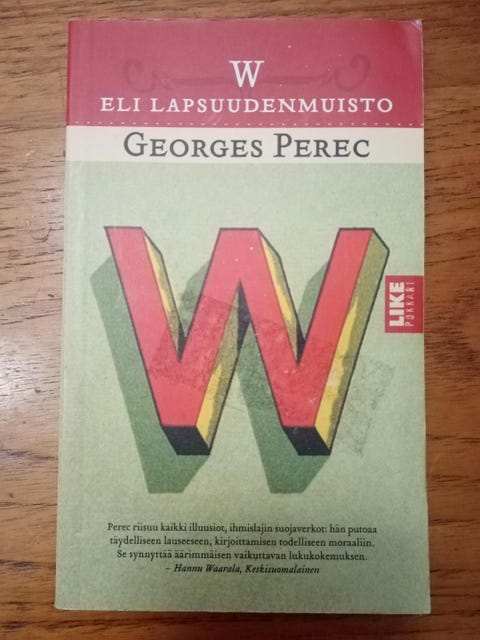 W
ELI LAPSUUDENMUISTO
GEORGES PEREC
W
LIKE
POKKARI
Perec riisuu kaikki illuusiot, ihmislajin suojaverkot: hän putoaa
täydelliseen lauseeseen, kirjoittamisen todelliseen moraaliin.
Se synnyttää äärimmäisen vaikuttavan lukukokemuksen.
– Hannu Waarala, Keskisuomalainen